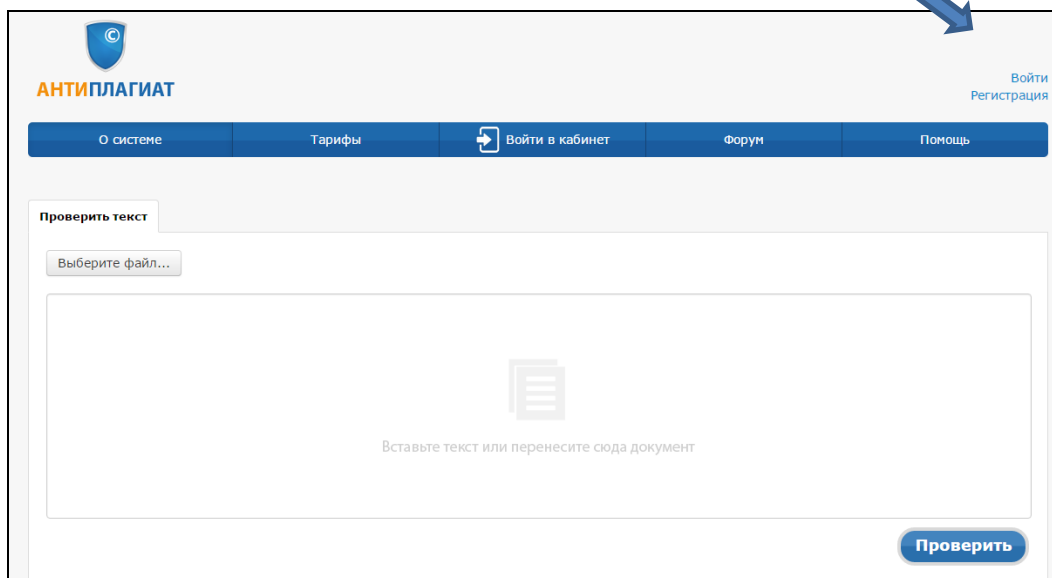 ©
АНТИПЛАГИАТ
Войти
Регистрация
О системе Тарифы Войти в кабинет Форум Помощь
Проверить текст
Выберите файл...
Вставьте текст или перенесите сюда документ
Проверить